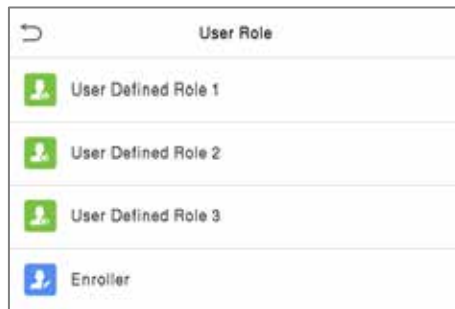 User Role
User Defined Role 1
User Defined Role 2
User Defined Role 3
Enroller